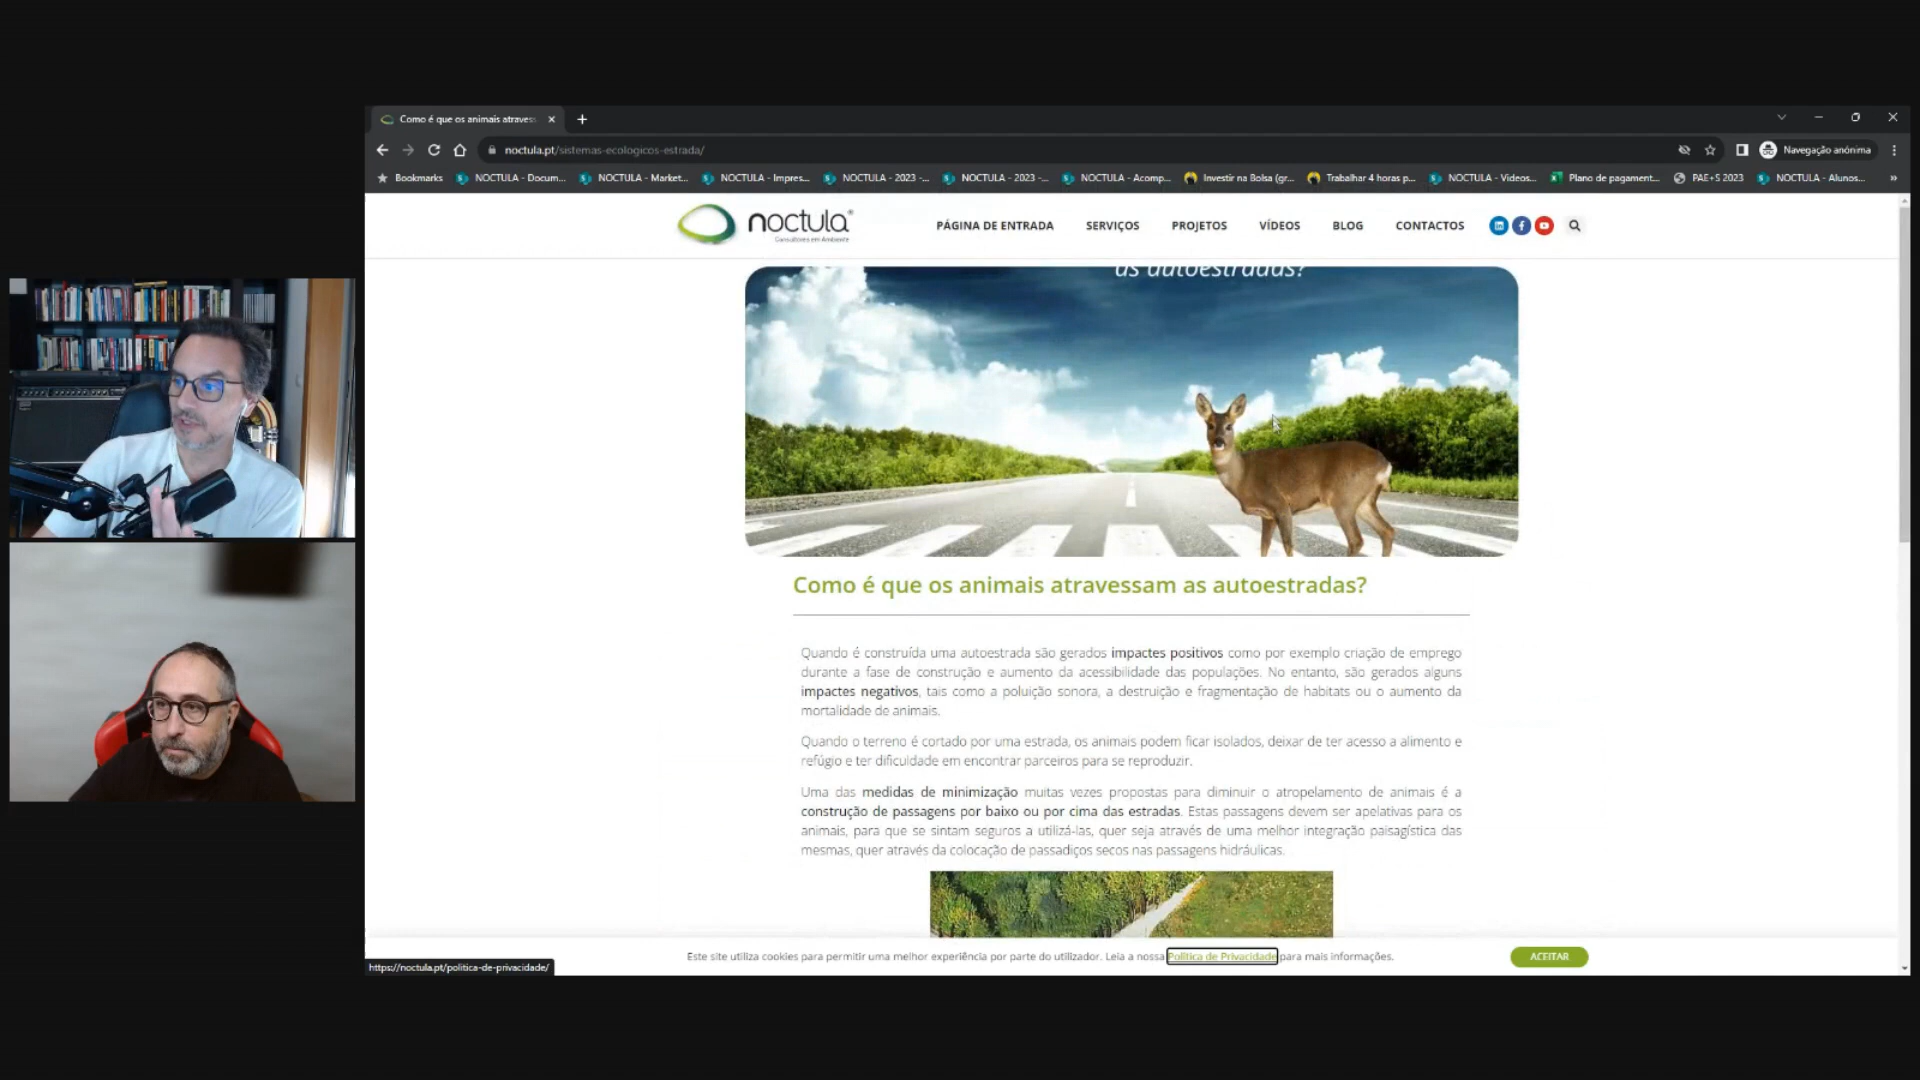 Como é que os animais atraves
noctula.pt/sistemas-ecologicos-estrada/
Navegação anónima
Bookmarks NOCTULA - Docum... NOCTULA - Market... NOCTULA - Impres... NOCTULA - 2023 -... NOCTULA - 2023 -... NOCTULA - Acomp... Investir na Bolsa (gr... Trabalhar 4 horas p... NOCTULA - Videos... Plano de pagament... PAE+S 2023 NOCTULA - Alunos... »
noctula®
Consultores em Ambiente
PÁGINA DE ENTRADA SERVIÇOS PROJETOS VÍDEOS BLOG CONTACTOS
as autoestradas?
Como é que os animais atravessam as autoestradas?
Quando é construída uma autoestrada são gerados impactes positivos como por exemplo criação de emprego
durante a fase de construção e aumento da acessibilidade das populações. No entanto, são gerados alguns
impactes negativos, tais como a poluição sonora, a destruição e fragmentação de habitats ou o aumento da
mortalidade de animais.
Quando o terreno é cortado por uma estrada, os animais podem ficar isolados, deixar de ter acesso a alimento e
refúgio e ter dificuldade em encontrar parceiros para se reproduzir.
Uma das medidas de minimização muitas vezes propostas para diminuir o atropelamento de animais é a
construção de passagens por baixo ou por cima das estradas. Estas passagens devem ser apelativas para os
animais, para que se sintam seguros a utilizá-las, quer seja através de uma melhor integração paisagística das
mesmas, quer através da colocação de passadiços secos nas passagens hidráulicas.
Este site utiliza cookies para permitir uma melhor experiência por parte do utilizador. Leia a nossa Política de Privacidade para mais informações.
ACEITAR
https://noctula.pt/politica-de-privacidade/